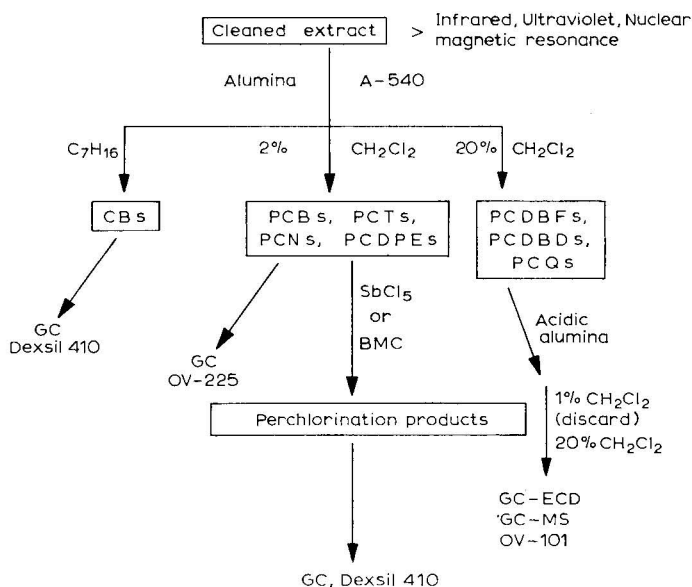 Cleaned extract
> Infrared, Ultraviolet, Nuclear
magnetic resonance
Alumina A-540
C7H16
2% CH2Cl2
20% CH2Cl2
CBs
PCBs, PCTs,
PCNs, PCDPEs
PCDBFs,
PCDBDs,
PCQs
GC
Dexsil 410
GC
OV-225
SbCl5
or
BMC
Acidic
alumina
Perchlorination products
1% CH2Cl2
(discard)
20% CH2Cl2
GC-ECD
GC-MS
OV-101
GC, Dexsil 410